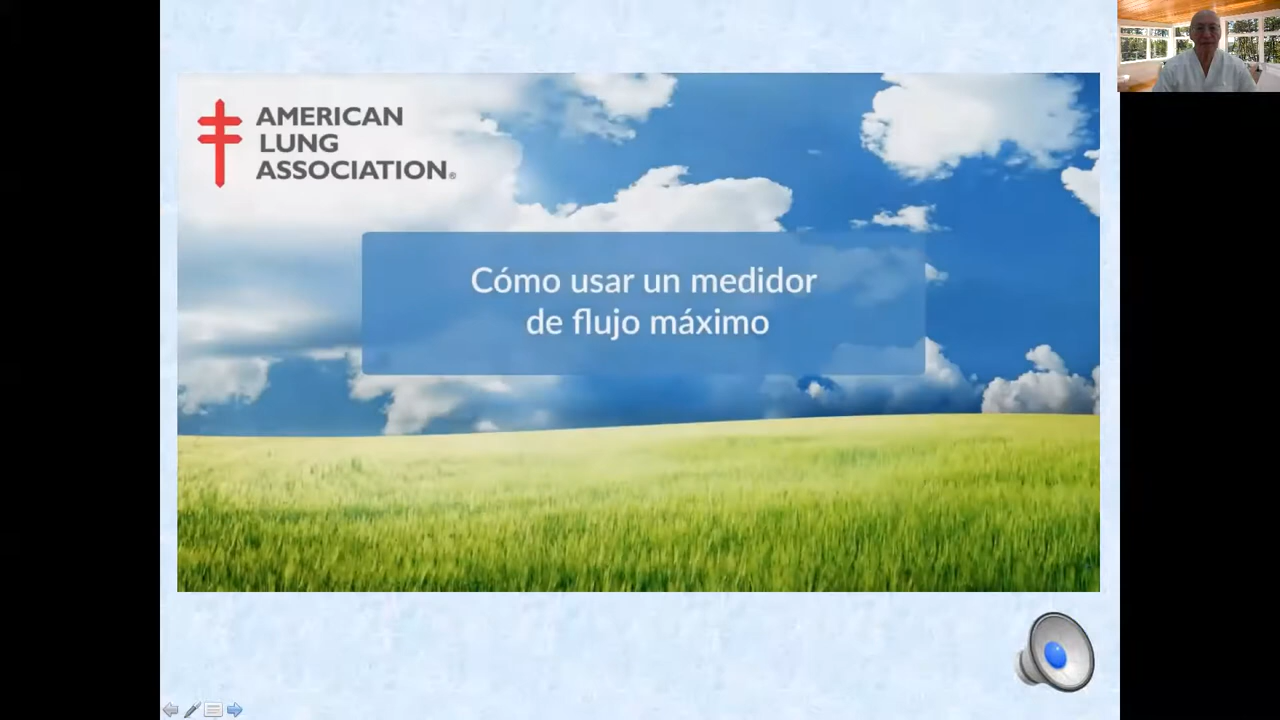 AMERICAN
LUNG
ASSOCIATION®
Cómo usar un medidor
de flujo máximo